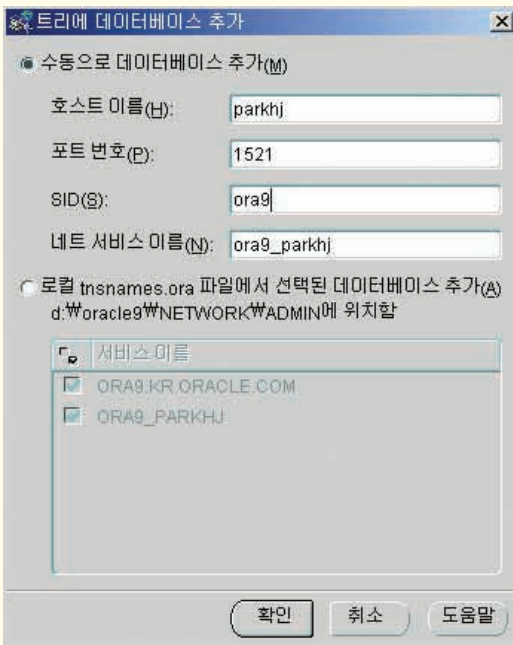 트리에 데이터베이스 추가
수동으로 데이터베이스 추가(M)
호스트 이름(H): parkhj
포트 번호(P): 1521
SID(S): ora9
네트 서비스 이름(N): ora9_parkhj
로컬 tnsnames.ora 파일에서 선택된 데이터베이스 추가(A)
d:₩oracle9₩NETWORK₩ADMIN에 위치함
서비스 이름
ORA9.KR.ORACLE.COM
ORA9_PARKHJ
확인 취소 도움말